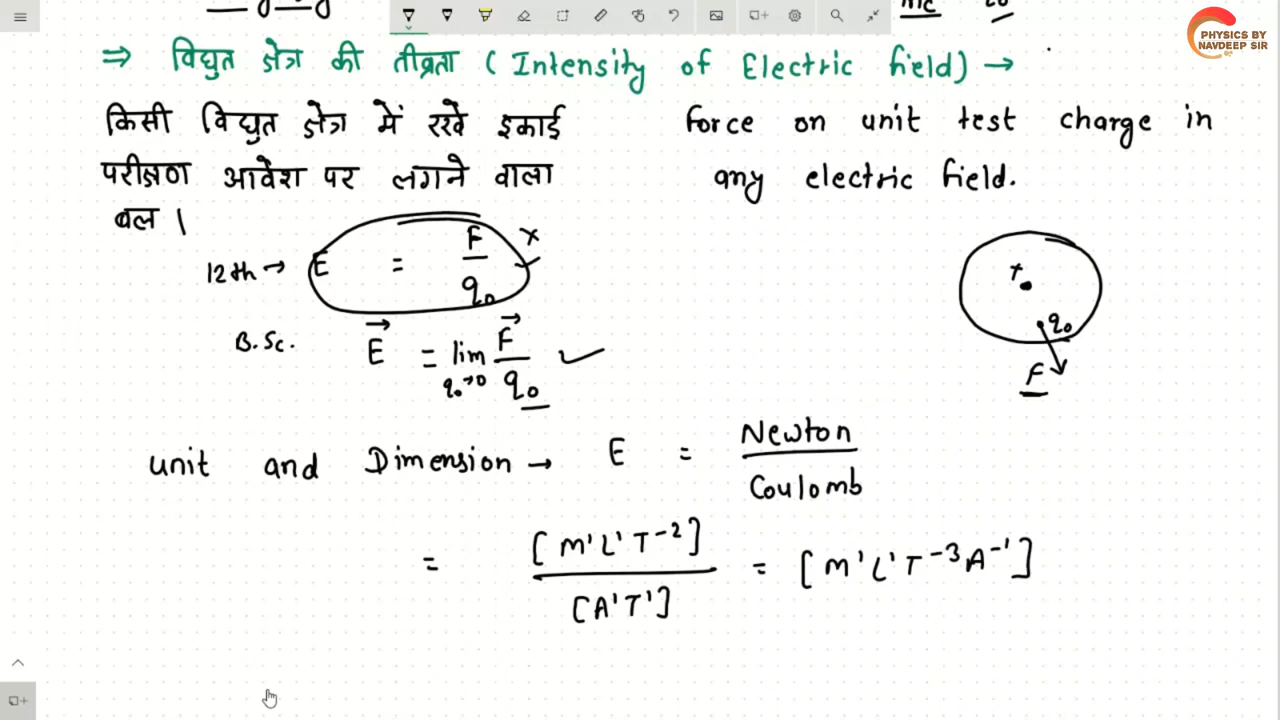 PHYSICS BY
NAVDEEP SIR
⇒ विद्युत क्षेत्र की तीव्रता ( Intensity of Electric field) →
किसी विद्युत क्षेत्र में रखे इकाई
परीक्षण आवेश पर लगने वाला
बल |
force on unit test charge in
any electric field.
12th → E = F/q₀ x
B.Sc. E⃗ = lim q₀→0 F⃗/q₀ ✓
+
q₀
F
unit and Dimension → E = Newton / Coulomb
= [M¹L¹T⁻²] / [A¹T¹] = [M¹L¹T⁻³A⁻¹]